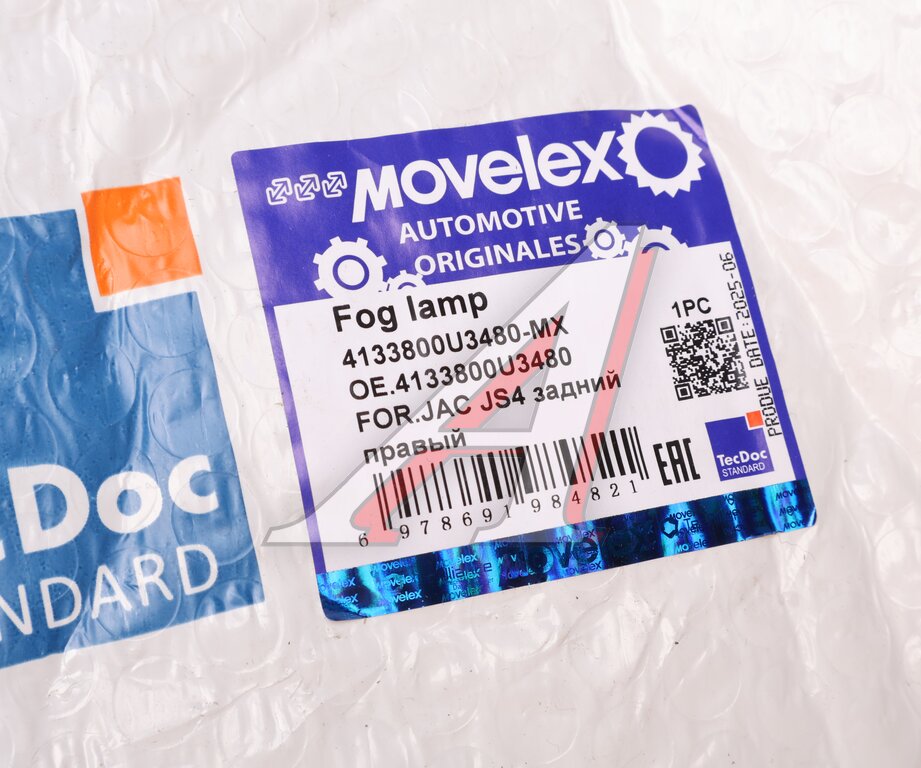 Movelex
AUTOMOTIVE
ORIGINALES
Fog lamp
4133800U3480-MX
OE.4133800U3480
FOR.JAC JS4 задний
правый
1PC
PRODUE DATE:2025-06
6 978691 984821
EAC
TecDoc
STANDARD
Movelex
Doc
NDARD